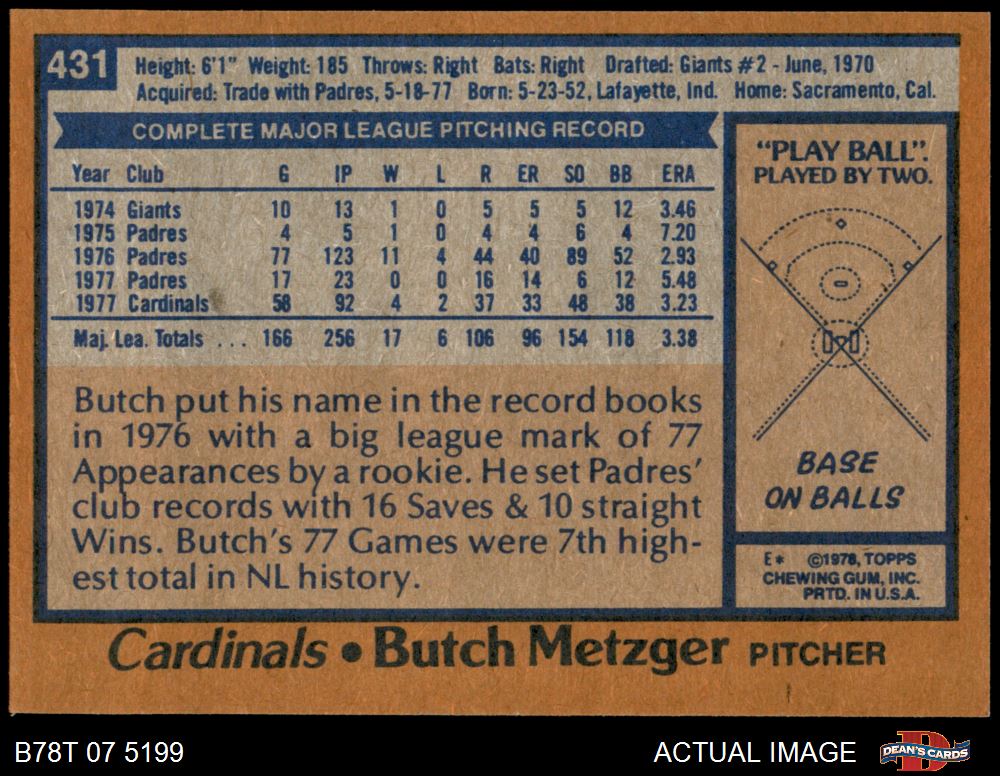 431
Height: 6'1" Weight: 185 Throws: Right Bats: Right Drafted: Giants #2 - June, 1970
Acquired: Trade with Padres, 5-18-77 Born: 5-23-52, Lafayette, Ind. Home: Sacramento, Cal.
COMPLETE MAJOR LEAGUE PITCHING RECORD
Year Club G IP W L R ER SO BB ERA
1974 Giants 10 13 1 0 5 5 5 12 3.46
1975 Padres 4 5 1 0 4 4 6 4 7.20
1976 Padres 77 123 11 4 44 40 89 52 2.93
1977 Padres 17 23 0 0 16 14 6 12 5.48
1977 Cardinals 58 92 4 2 37 33 48 38 3.23
Maj. Lea. Totals ... 166 256 17 6 106 96 154 118 3.38
Butch put his name in the record books
in 1976 with a big league mark of 77
Appearances by a rookie. He set Padres'
club records with 16 Saves & 10 straight
Wins. Butch's 77 Games were 7th high-
est total in NL history.
"PLAY BALL".
PLAYED BY TWO.
BASE
ON BALLS
E* ©1978, TOPPS
CHEWING GUM, INC.
PRTD. IN U.S.A.
Cardinals • Butch Metzger PITCHER
B78T 07 5199
ACTUAL IMAGE
DEAN'S CARDS